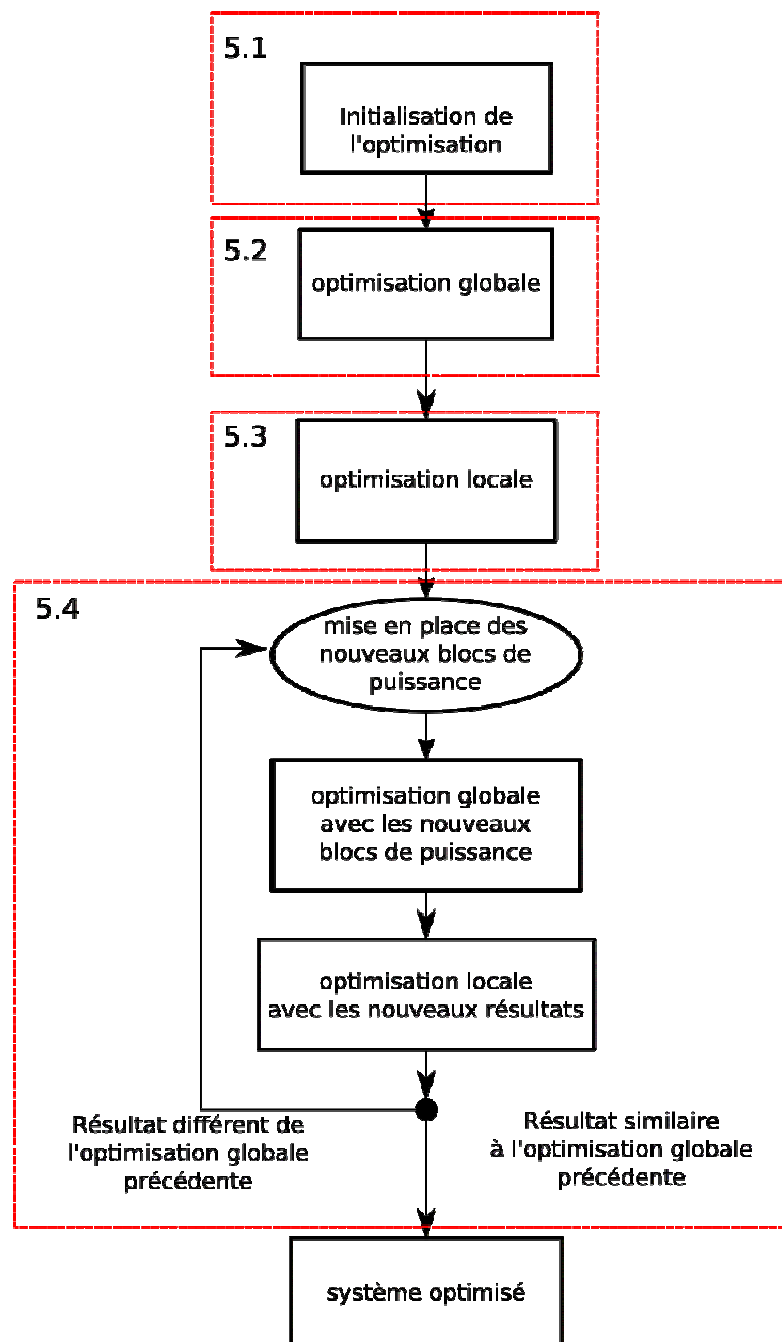 5.1
Initialisation de
l'optimisation
5.2
optimisation globale
5.3
optimisation locale
5.4
mise en place des
nouveaux blocs de
puissance
optimisation globale
avec les nouveaux
blocs de puissance
optimisation locale
avec les nouveaux résultats
Résultat différent de
l'optimisation globale
précédente
Résultat similaire
à l'optimisation globale
précédente
système optimisé